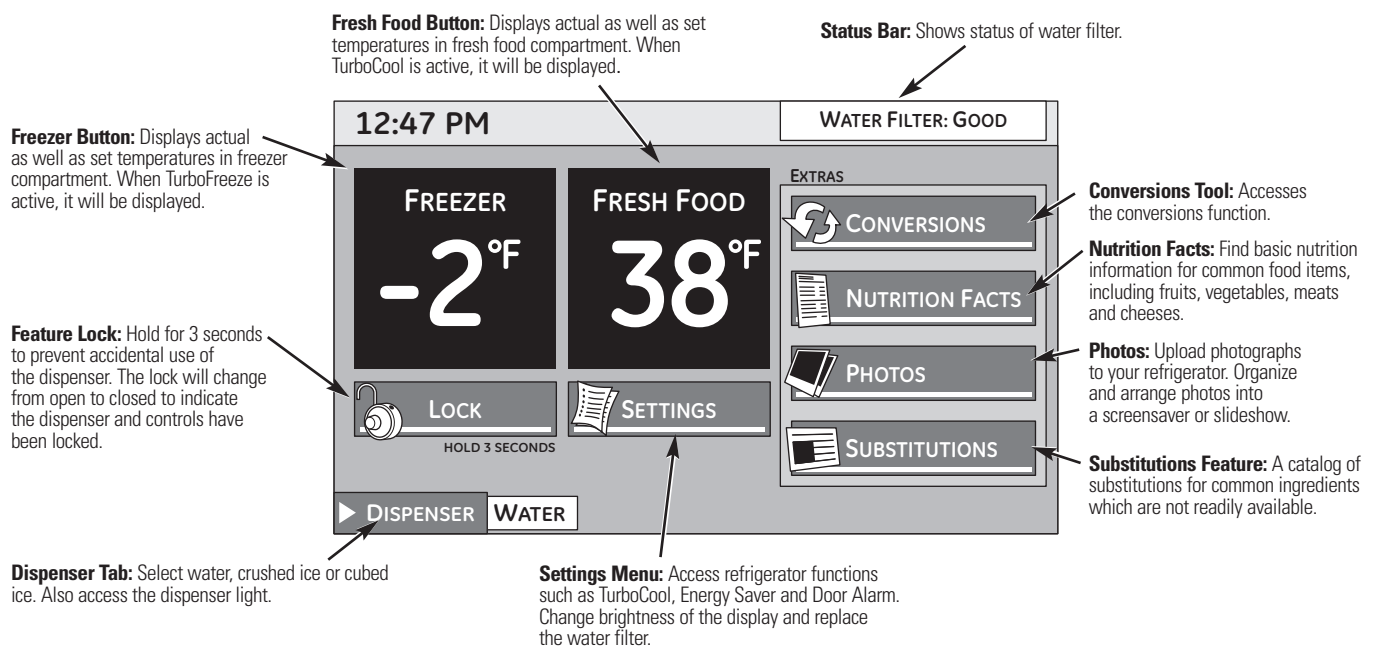 Fresh Food Button: Displays actual as well as set
temperatures in fresh food compartment. When
TurboCool is active, it will be displayed.
Status Bar: Shows status of water filter.
Freezer Button: Displays actual
as well as set temperatures in freezer
compartment. When TurboFreeze is
active, it will be displayed.
Feature Lock: Hold for 3 seconds
to prevent accidental use of
the dispenser. The lock will change
from open to closed to indicate
the dispenser and controls have
been locked.
12:47 PM
WATER FILTER: GOOD
FREEZER
-2°F
FRESH FOOD
38°F
EXTRAS
CONVERSIONS
NUTRITION FACTS
PHOTOS
SUBSTITUTIONS
LOCK
HOLD 3 SECONDS
SETTINGS
DISPENSER
WATER
Conversions Tool: Accesses
the conversions function.
Nutrition Facts: Find basic nutrition
information for common food items,
including fruits, vegetables, meats
and cheeses.
Photos: Upload photographs
to your refrigerator. Organize
and arrange photos into
a screensaver or slideshow.
Substitutions Feature: A catalog of
substitutions for common ingredients
which are not readily available.
Dispenser Tab: Select water, crushed ice or cubed
ice. Also access the dispenser light.
Settings Menu: Access refrigerator functions
such as TurboCool, Energy Saver and Door Alarm.
Change brightness of the display and replace
the water filter.